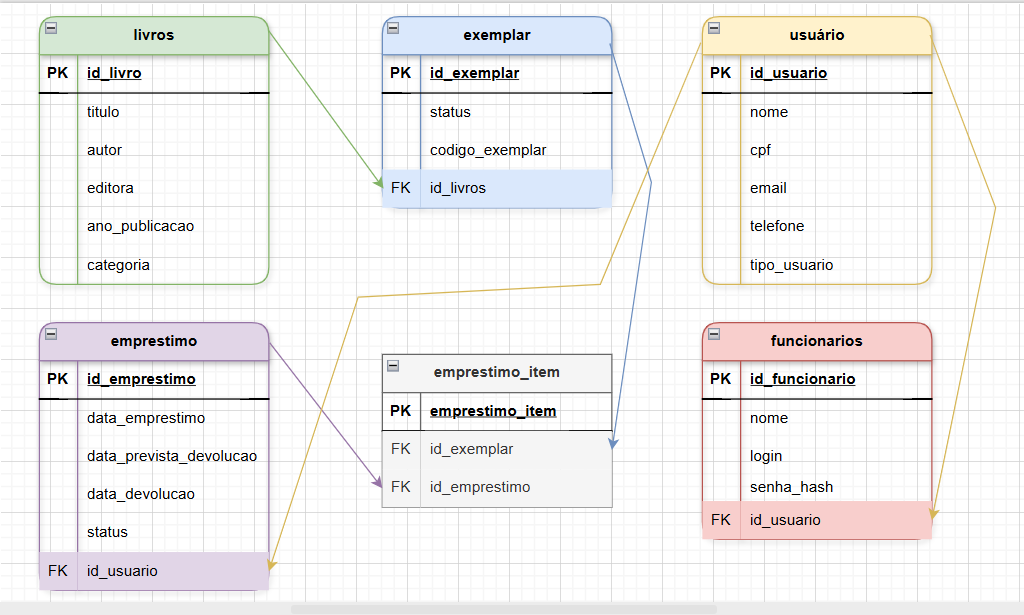 livros
PK id_livro
titulo
autor
editora
ano_publicacao
categoria
exemplar
PK id_exemplar
status
codigo_exemplar
FK id_livros
usuário
PK id_usuario
nome
cpf
email
telefone
tipo_usuario
emprestimo
PK id_emprestimo
data_emprestimo
data_prevista_devolucao
data_devolucao
status
FK id_usuario
emprestimo_item
PK emprestimo_item
FK id_exemplar
FK id_emprestimo
funcionarios
PK id_funcionario
nome
login
senha_hash
FK id_usuario